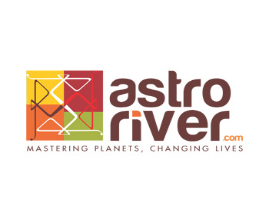 astro
river.com
MASTERING PLANETS, CHANGING LIVES